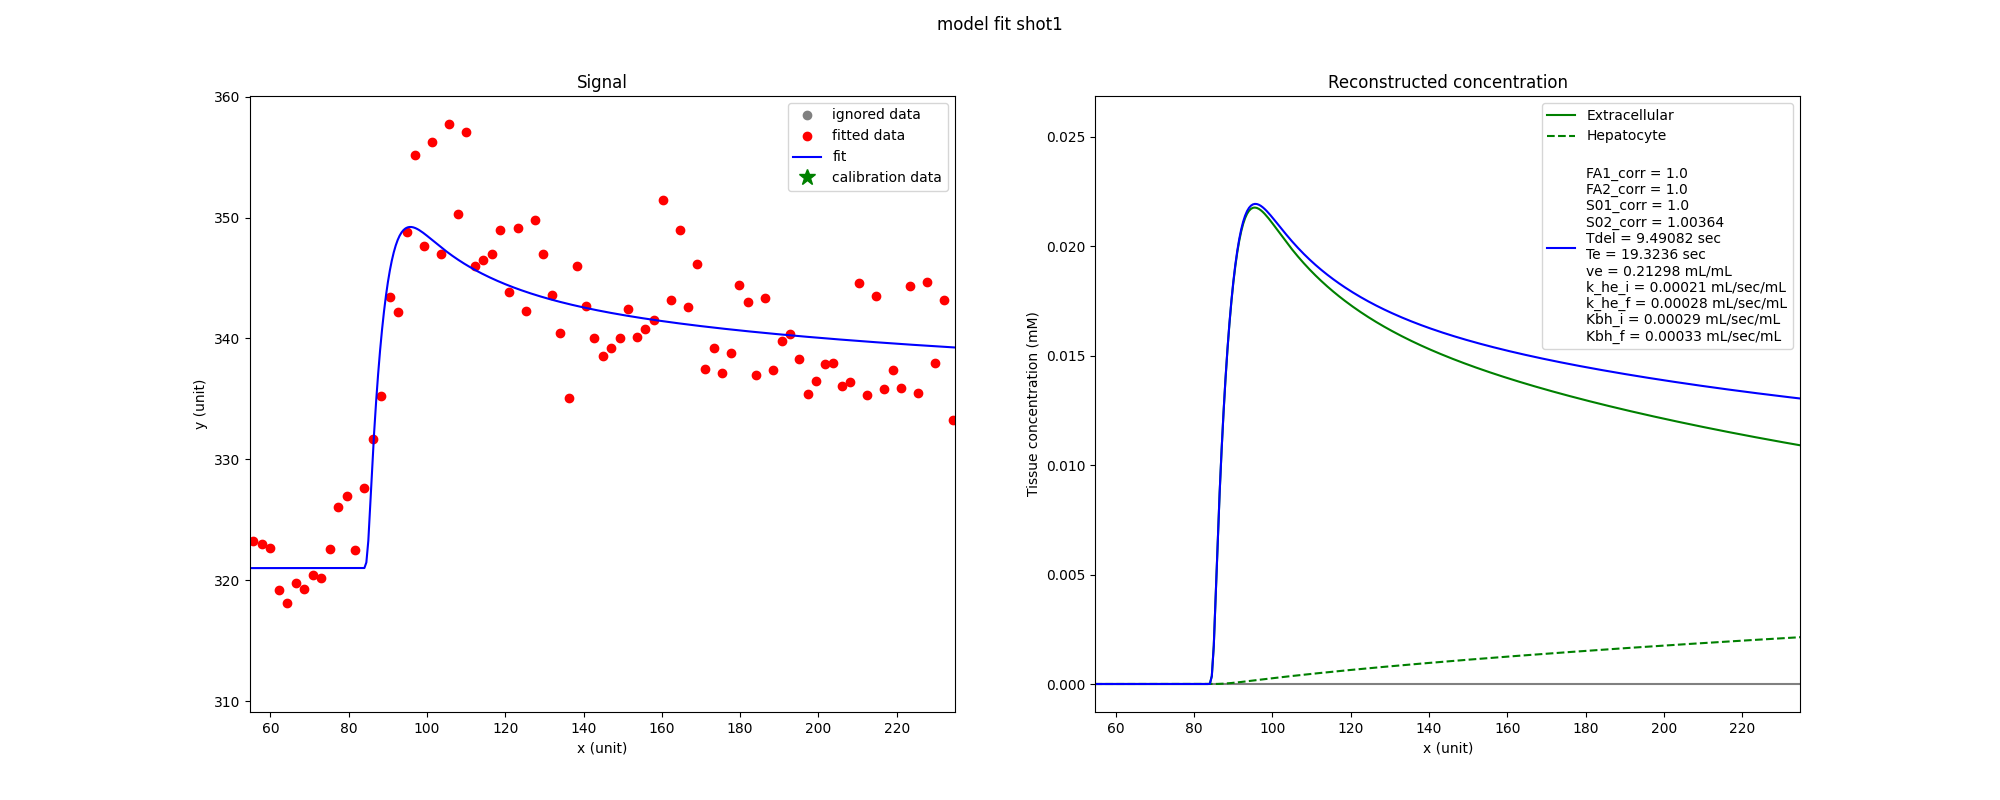 model fit shot1
Signal
360
350
340
330
320
310
y (unit)
60 80 100 120 140 160 180 200 220
x (unit)
ignored data
fitted data
fit
calibration data
Reconstructed concentration
0.025
0.020
0.015
0.010
0.005
0.000
Tissue concentration (mM)
60 80 100 120 140 160 180 200 220
x (unit)
Extracellular
Hepatocyte
FA1_corr = 1.0
FA2_corr = 1.0
S01_corr = 1.0
S02_corr = 1.00364
Tdel = 9.49082 sec
Te = 19.3236 sec
ve = 0.21298 mL/mL
k_he_i = 0.00021 mL/sec/mL
k_he_f = 0.00028 mL/sec/mL
Kbh_i = 0.00029 mL/sec/mL
Kbh_f = 0.00033 mL/sec/mL